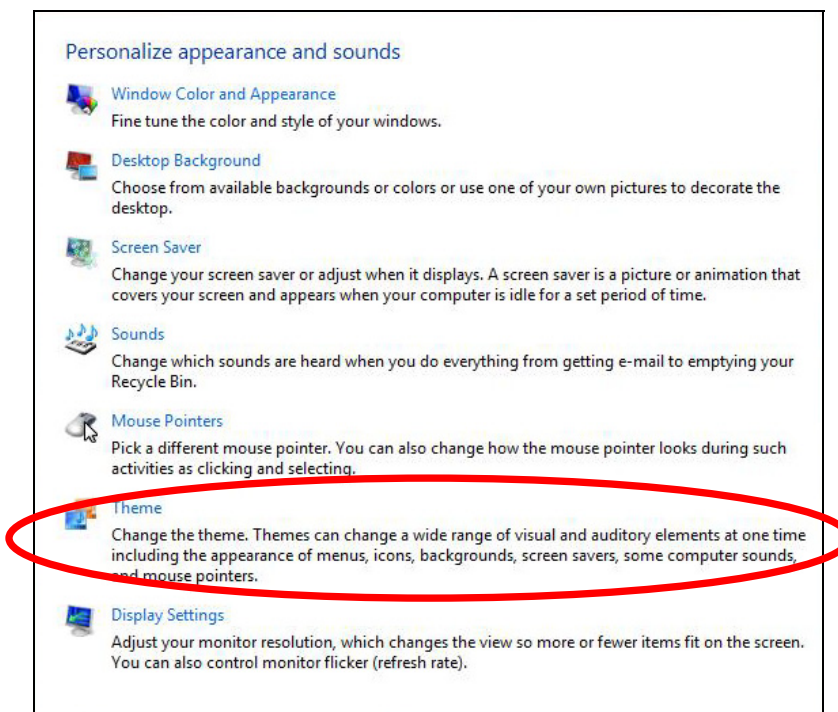 Personalize appearance and sounds
Window Color and Appearance
Fine tune the color and style of your windows.
Desktop Background
Choose from available backgrounds or colors or use one of your own pictures to decorate the
desktop.
Screen Saver
Change your screen saver or adjust when it displays. A screen saver is a picture or animation that
covers your screen and appears when your computer is idle for a set period of time.
Sounds
Change which sounds are heard when you do everything from getting e-mail to emptying your
Recycle Bin.
Mouse Pointers
Pick a different mouse pointer. You can also change how the mouse pointer looks during such
activities as clicking and selecting.
Theme
Change the theme. Themes can change a wide range of visual and auditory elements at one time
including the appearance of menus, icons, backgrounds, screen savers, some computer sounds,
and mouse pointers.
Display Settings
Adjust your monitor resolution, which changes the view so more or fewer items fit on the screen.
You can also control monitor flicker (refresh rate).